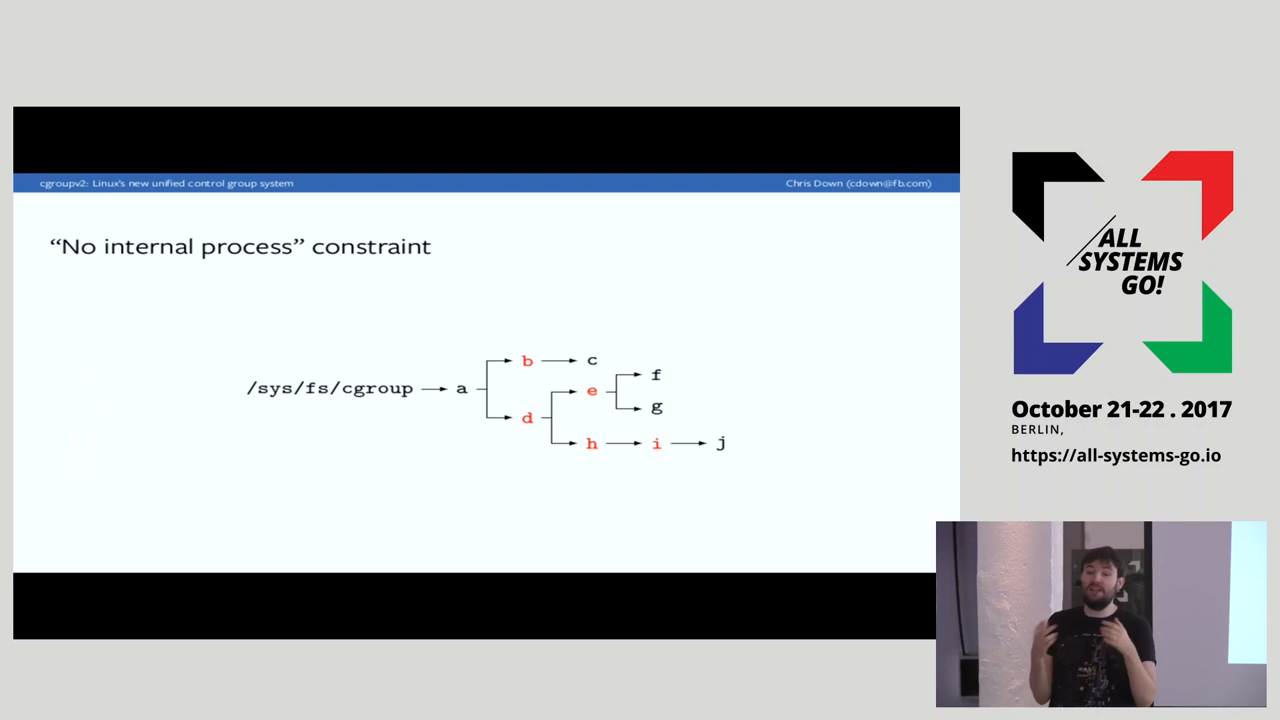 cgroupv2: Linux's new unified control group system
Chris Down (cdown@fb.com)
“No internal process” constraint
/sys/fs/cgroup
a
b
c
d
e
f
g
h
i
j
ALL
SYSTEMS
GO!
October 21-22 . 2017
BERLIN,
https://all-systems-go.io